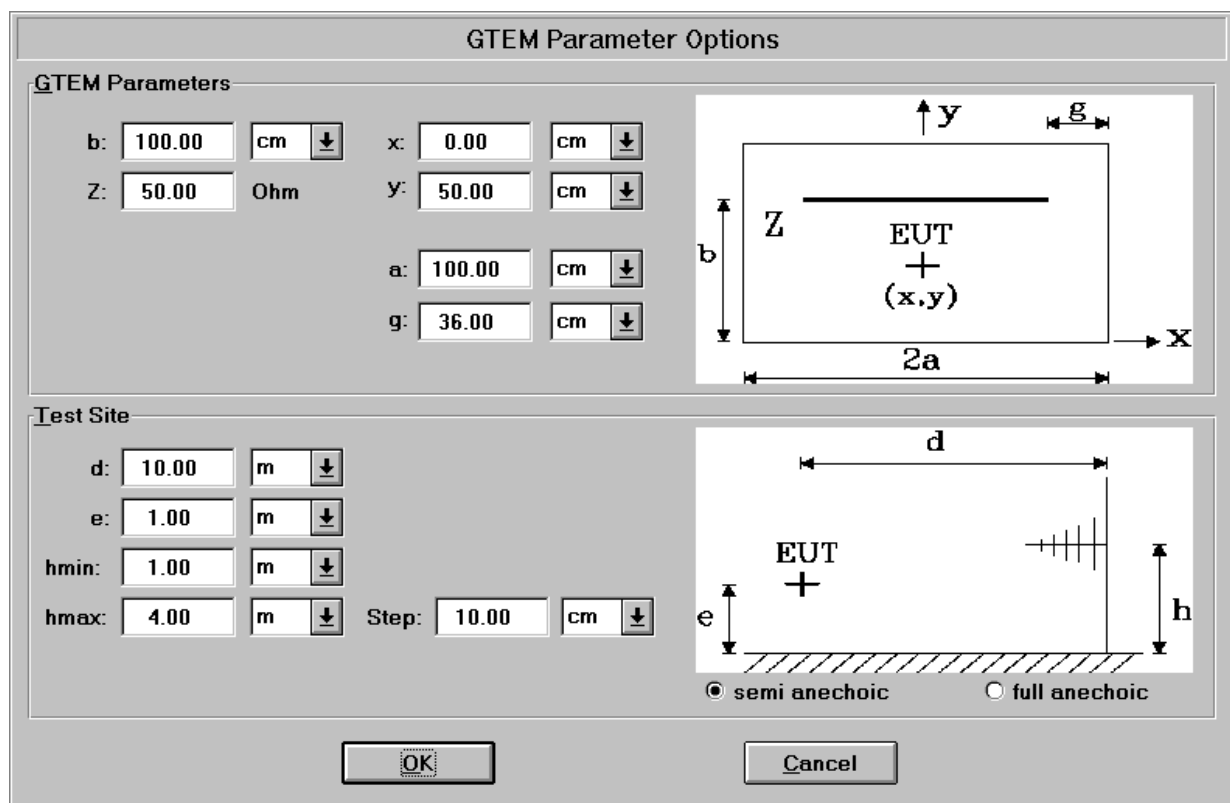 GTEM Parameter Options
GTEM Parameters
b: 100.00 cm
x: 0.00 cm
Z: 50.00 Ohm
y: 50.00 cm
a: 100.00 cm
g: 36.00 cm
y
g
Z
EUT
b
(x,y)
x
2a
Test Site
d: 10.00 m
e: 1.00 m
hmin: 1.00 m
hmax: 4.00 m
Step: 10.00 cm
d
EUT
e
h
semi anechoic
full anechoic
OK
Cancel